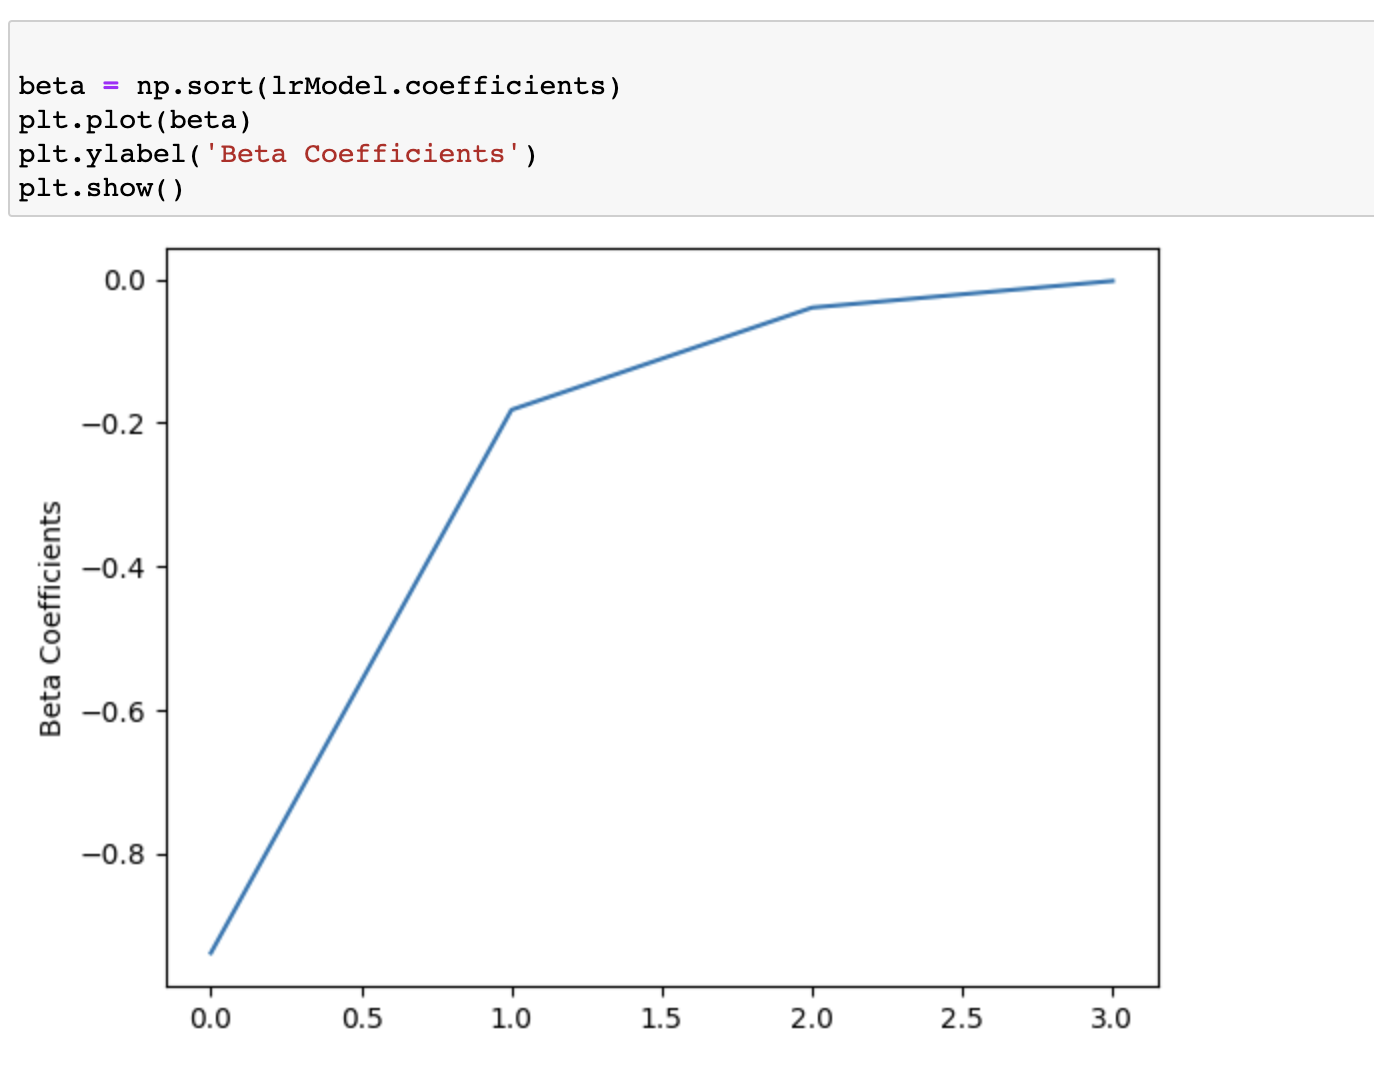 beta = np.sort(lrModel.coefficients)
plt.plot(beta)
plt.ylabel('Beta Coefficients')
plt.show()
0.0
−0.2
−0.4
−0.6
−0.8
Beta Coefficients
0.0 0.5 1.0 1.5 2.0 2.5 3.0